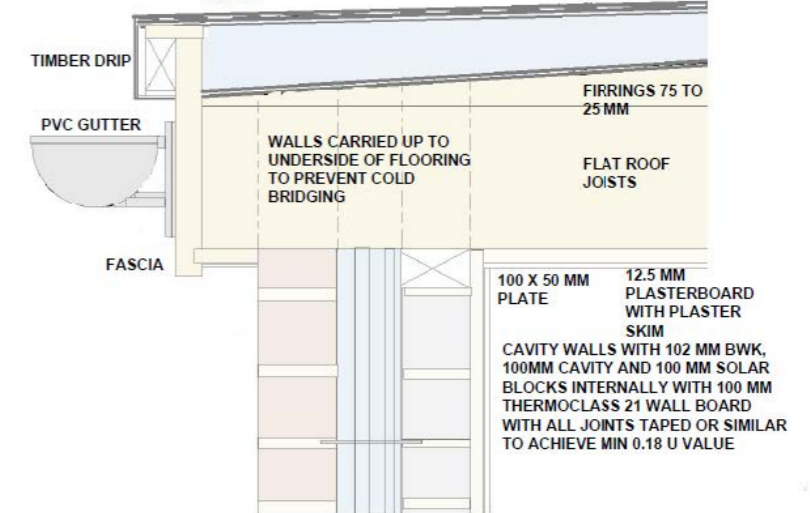 TIMBER DRIP
PVC GUTTER
FIRRINGS 75 TO
25 MM
WALLS CARRIED UP TO
UNDERSIDE OF FLOORING
TO PREVENT COLD
BRIDGING
FLAT ROOF
JOISTS
FASCIA
100 X 50 MM
PLATE
12.5 MM
PLASTERBOARD
WITH PLASTER
SKIM
CAVITY WALLS WITH 102 MM BWK,
100MM CAVITY AND 100 MM SOLAR
BLOCKS INTERNALLY WITH 100 MM
THERMOCLASS 21 WALL BOARD
WITH ALL JOINTS TAPED OR SIMILAR
TO ACHIEVE MIN 0.18 U VALUE